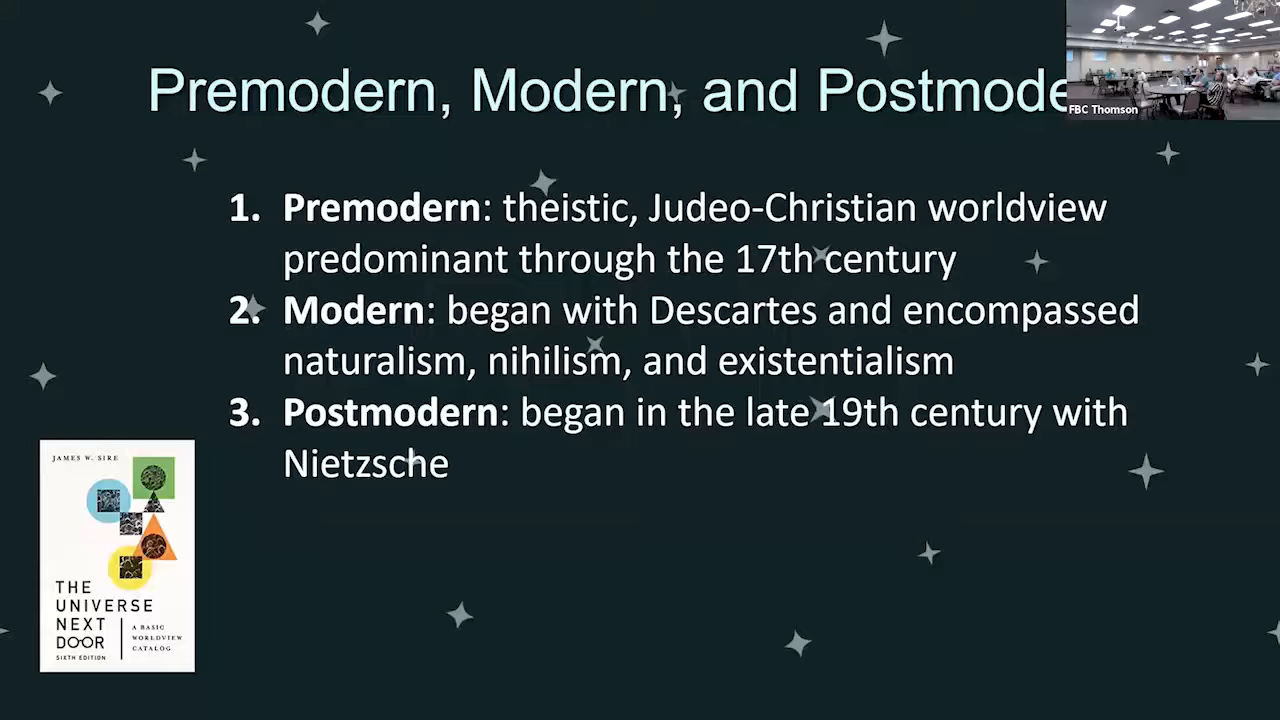 Premodern, Modern, and Postmode
FBC Thomson
1. Premodern: theistic, Judeo-Christian worldview
predominant through the 17th century
2. Modern: began with Descartes and encompassed
naturalism, nihilism, and existentialism
3. Postmodern: began in the late 19th century with
Nietzsche
JAMES W. SIRE
THE
UNIVERSE
NEXT
DOOR
SIXTH EDITION
A BASIC
WORLDVIEW
CATALOG